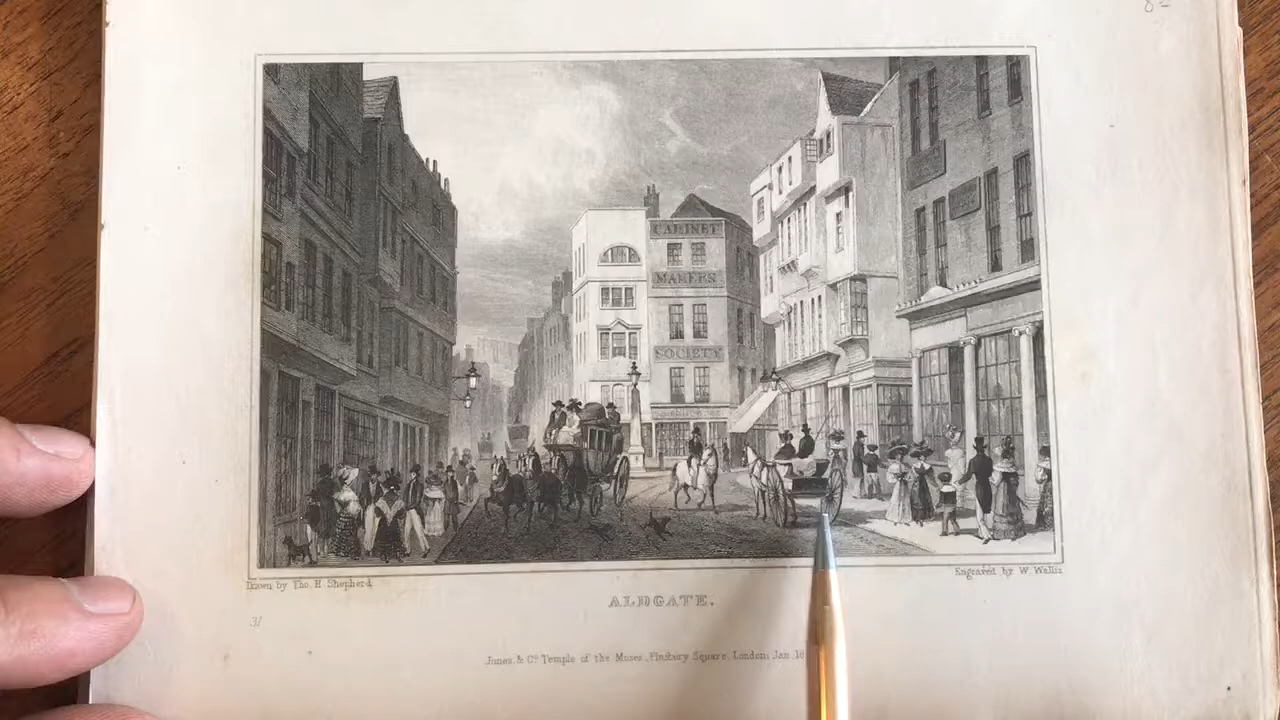 CABINET
MAKERS
SOCIETY
Drawn by Tho. H. Shepherd
Engraved by W. Wallis
ALDGATE.
31
Jones & Co. Temple of the Muses, Finsbury Square, London; Jan. 18